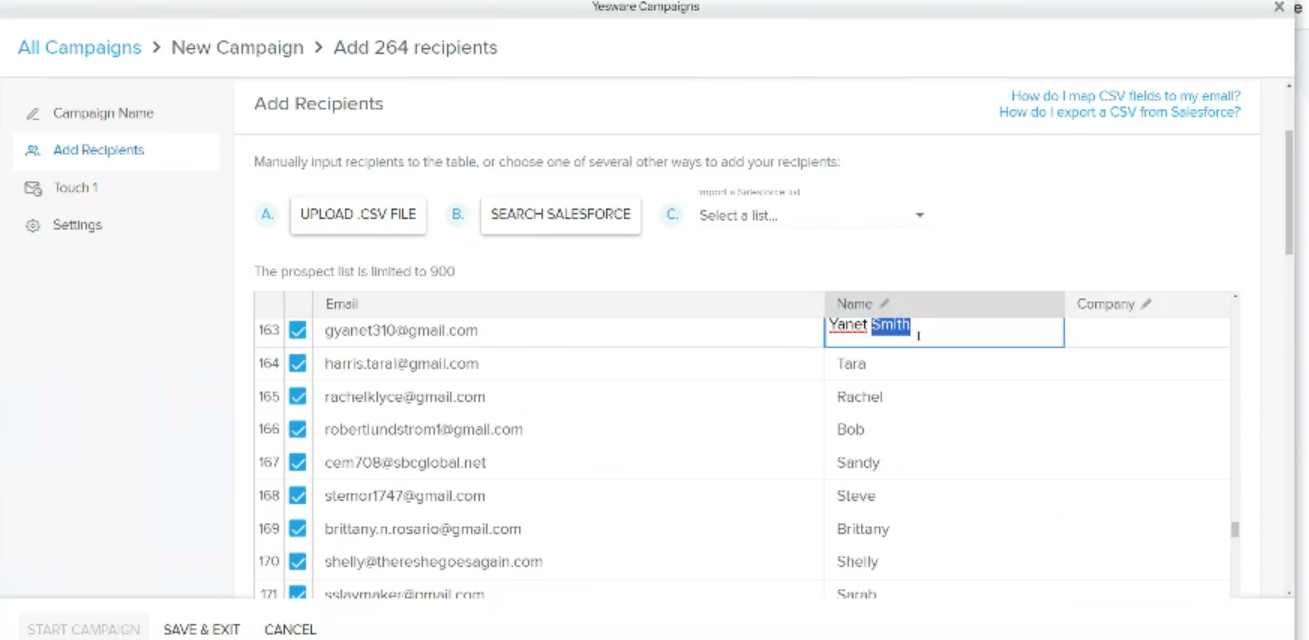 Yesware Campaigns
X e
All Campaigns > New Campaign > Add 264 recipients
Campaign Name
Add Recipients
Touch 1
Settings
Add Recipients
How do I map CSV fields to my email?
How do I export a CSV from Salesforce?
Manually input recipients to the table, or choose one of several other ways to add your recipients:
Import a Salesforce list
A. UPLOAD .CSV FILE B. SEARCH SALESFORCE C. Select a list...
The prospect list is limited to 900
Email Name Company
163 gyanet310@gmail.com Yanet Smith
164 harris.taral@gmail.com Tara
165 rachelklyce@gmail.com Rachel
166 robertlundstrom1@gmail.com Bob
167 cem708@sbcglobal.net Sandy
168 stemor1747@gmail.com Steve
169 brittany.n.rosario@gmail.com Brittany
170 shelly@thereshegoesagain.com Shelly
171 sslaymaker@gmail.com Sarah
START CAMPAIGN SAVE & EXIT CANCEL